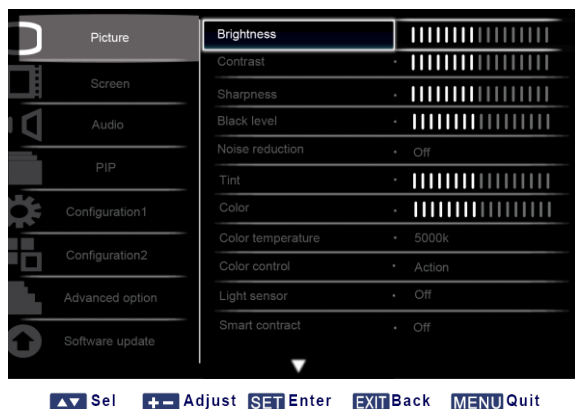 Picture
Screen
Audio
PIP
Configuration1
Configuration2
Advanced option
Software update
Brightness
Contrast
Sharpness
Black level
Noise reduction Off
Tint
Color
Color temperature 5000k
Color control Action
Light sensor Off
Smart contract Off
Sel + - Adjust SET Enter EXIT Back MENU Quit